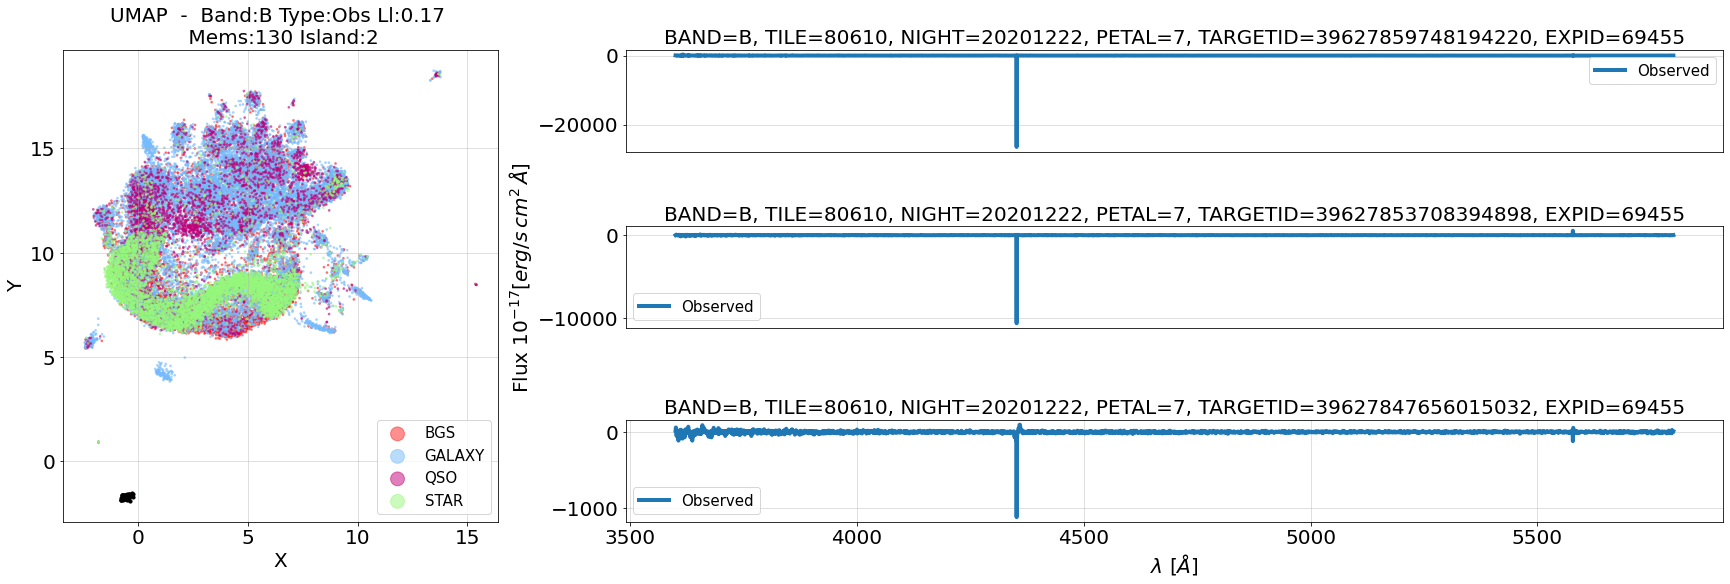 UMAP  -  Band:B Type:Obs Ll:0.17
Mems:130 Island:2
15
10
5
0
Y
0
5
10
15
X
BGS
GALAXY
QSO
STAR
Flux 10⁻¹⁷[erg/s cm² Å]
BAND=B, TILE=80610, NIGHT=20201222, PETAL=7, TARGETID=39627859748194220, EXPID=69455
0
−20000
Observed
BAND=B, TILE=80610, NIGHT=20201222, PETAL=7, TARGETID=39627853708394898, EXPID=69455
0
−10000
Observed
BAND=B, TILE=80610, NIGHT=20201222, PETAL=7, TARGETID=39627847656015032, EXPID=69455
0
−1000
Observed
3500
4000
4500
5000
5500
λ [Å]